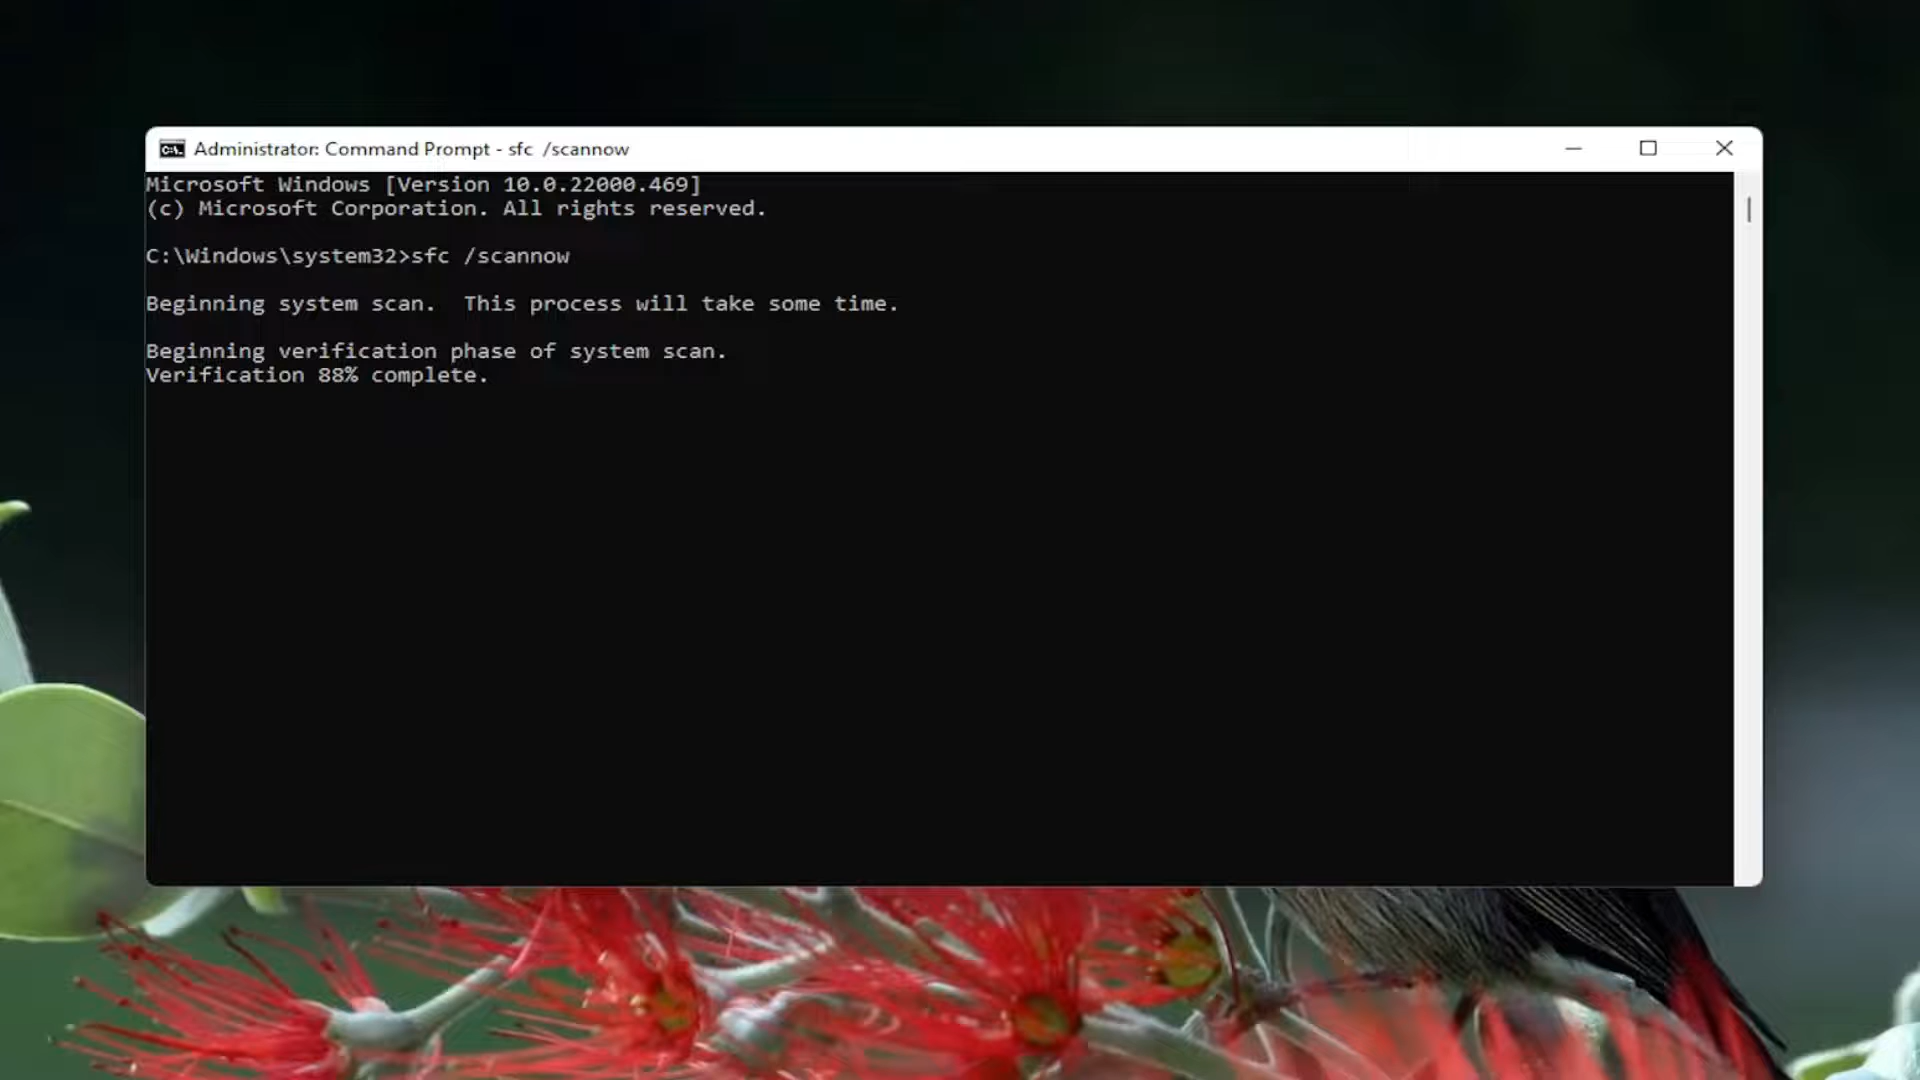 Administrator: Command Prompt - sfc  /scannow
Microsoft Windows [Version 10.0.22000.469]
(c) Microsoft Corporation. All rights reserved.
C:\Windows\system32>sfc /scannow
Beginning system scan.  This process will take some time.
Beginning verification phase of system scan.
Verification 88% complete.